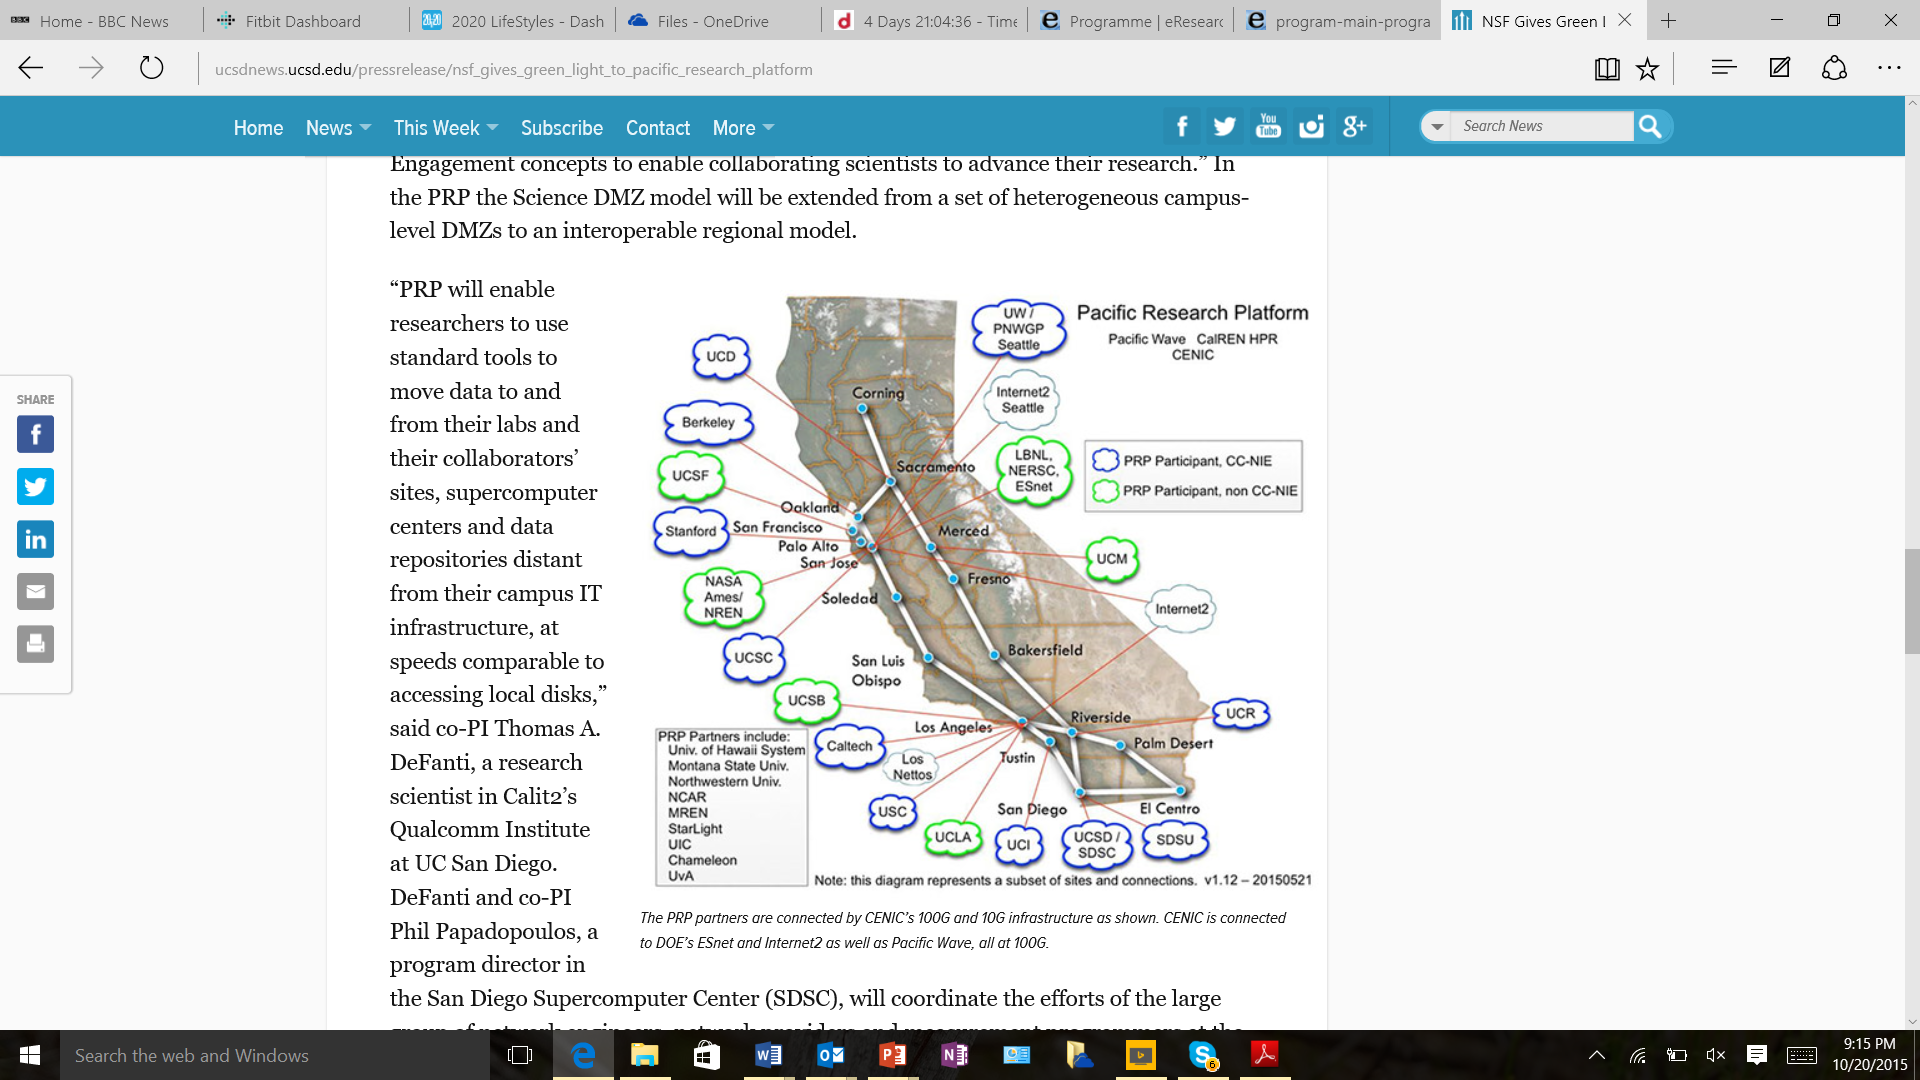 Home - BBC News
Fitbit Dashboard
2020 LifeStyles - Dash
Files - OneDrive
4 Days 21:04:36 - Time
Programme | eResearc
program-main-progra
NSF Gives Green l
ucsdnews.ucsd.edu/pressrelease/nsf_gives_green_light_to_pacific_research_platform
Home News This Week Subscribe Contact More
Search News
Engagement concepts to enable collaborating scientists to advance their research.” In
the PRP the Science DMZ model will be extended from a set of heterogeneous campus-
level DMZs to an interoperable regional model.
SHARE
“PRP will enable
researchers to use
standard tools to
move data to and
from their labs and
their collaborators’
sites, supercomputer
centers and data
repositories distant
from their campus IT
infrastructure, at
speeds comparable to
accessing local disks,”
said co-PI Thomas A.
DeFanti, a research
scientist in Calit2’s
Qualcomm Institute
at UC San Diego.
DeFanti and co-PI
Phil Papadopoulos, a
program director in
the San Diego Supercomputer Center (SDSC), will coordinate the efforts of the large
Pacific Research Platform
Pacific Wave CalREN HPR
CENIC
UW /
PNWGP
Seattle
UCD
Internet2
Seattle
Corning
Berkeley
LBNL,
NERSC,
ESnet
PRP Participant, CC-NIE
PRP Participant, non CC-NIE
Sacramento
UCSF
Oakland
Stanford
San Francisco
Merced
Palo Alto
San Jose
UCM
NASA
Ames/
NREN
Fresno
Soledad
Internet2
UCSC
Bakersfield
San Luis
Obispo
UCSB
UCR
Los Angeles
Riverside
Caltech
Palm Desert
Los
Nettos
Tustin
USC
San Diego
El Centro
UCLA
UCI
UCSD /
SDSC
SDSU
PRP Partners include:
Univ. of Hawaii System
Montana State Univ.
Northwestern Univ.
NCAR
MREN
StarLight
UIC
Chameleon
UvA
Note: this diagram represents a subset of sites and connections. v1.12 – 20150521
The PRP partners are connected by CENIC’s 100G and 10G infrastructure as shown. CENIC is connected
to DOE’s ESnet and Internet2 as well as Pacific Wave, all at 100G.
Search the web and Windows
9:15 PM
10/20/2015